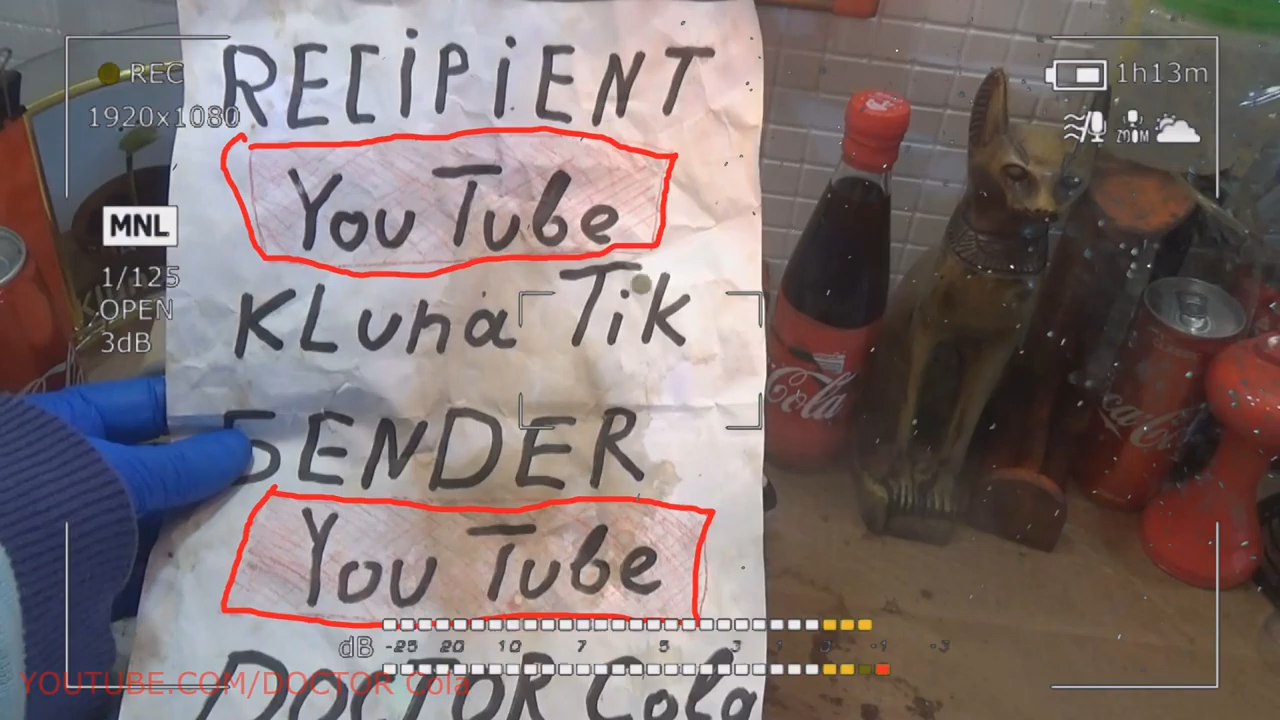 RECIPIENT
REC
1h13m
1920x1080
ZOOM
You Tube
MNL
1/125
OPEN
3dB
KLuna Tik
Cola
Coca-Cola
SENDER
You Tube
dB -25 20 10 7 5 3 1 0 -1 -3
DOCTOR Cola
YOUTUBE.COM/DOCTOR Cola